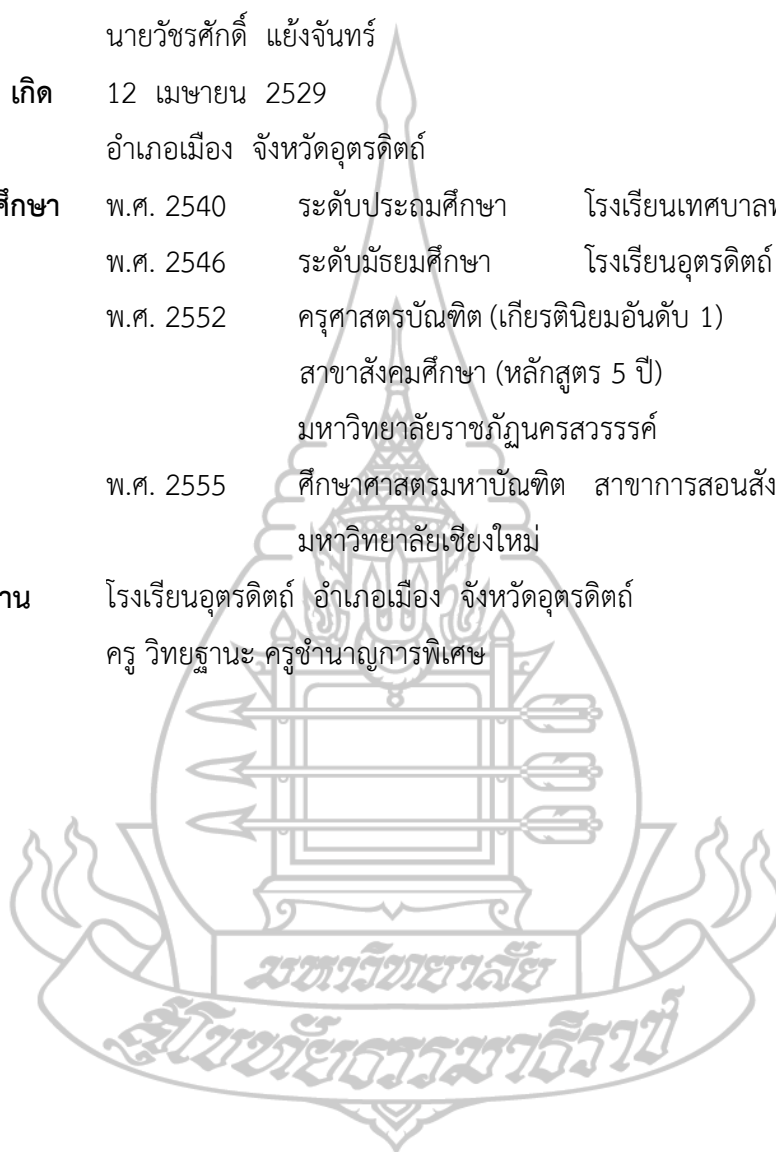 นายวัชรศักดิ์ แย้งจันทร์
เกิด 12 เมษายน 2529
อำเภอเมือง จังหวัดอุตรดิตถ์
ศึกษา พ.ศ. 2540 ระดับประถมศึกษา โรงเรียนเทศบาล
พ.ศ. 2546 ระดับมัธยมศึกษา โรงเรียนอุตรดิตถ์
พ.ศ. 2552 ครุศาสตรบัณฑิต (เกียรตินิยมอันดับ 1)
สาขาสังคมศึกษา (หลักสูตร 5 ปี)
มหาวิทยาลัยราชภัฏนครสวรรรค์
พ.ศ. 2555 ศึกษาศาสตรมหาบัณฑิต สาขาการสอนสัง
มหาวิทยาลัยเชียงใหม่
าน โรงเรียนอุตรดิตถ์ อำเภอเมือง จังหวัดอุตรดิตถ์
ครู วิทยฐานะ ครูชำนาญการพิเศษ
มหาวิทยาลัย
สุโขทัยธรรมาธิราช